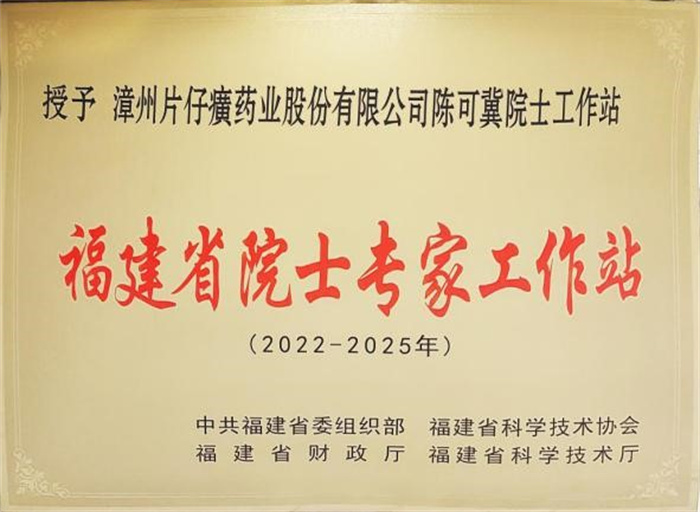 授予 漳州片仔癀药业股份有限公司陈可冀院士工作站
福建省院士专家工作站
(2022-2025年)
中共福建省委组织部 福建省科学技术协会
福建省财政厅 福建省科学技术厅